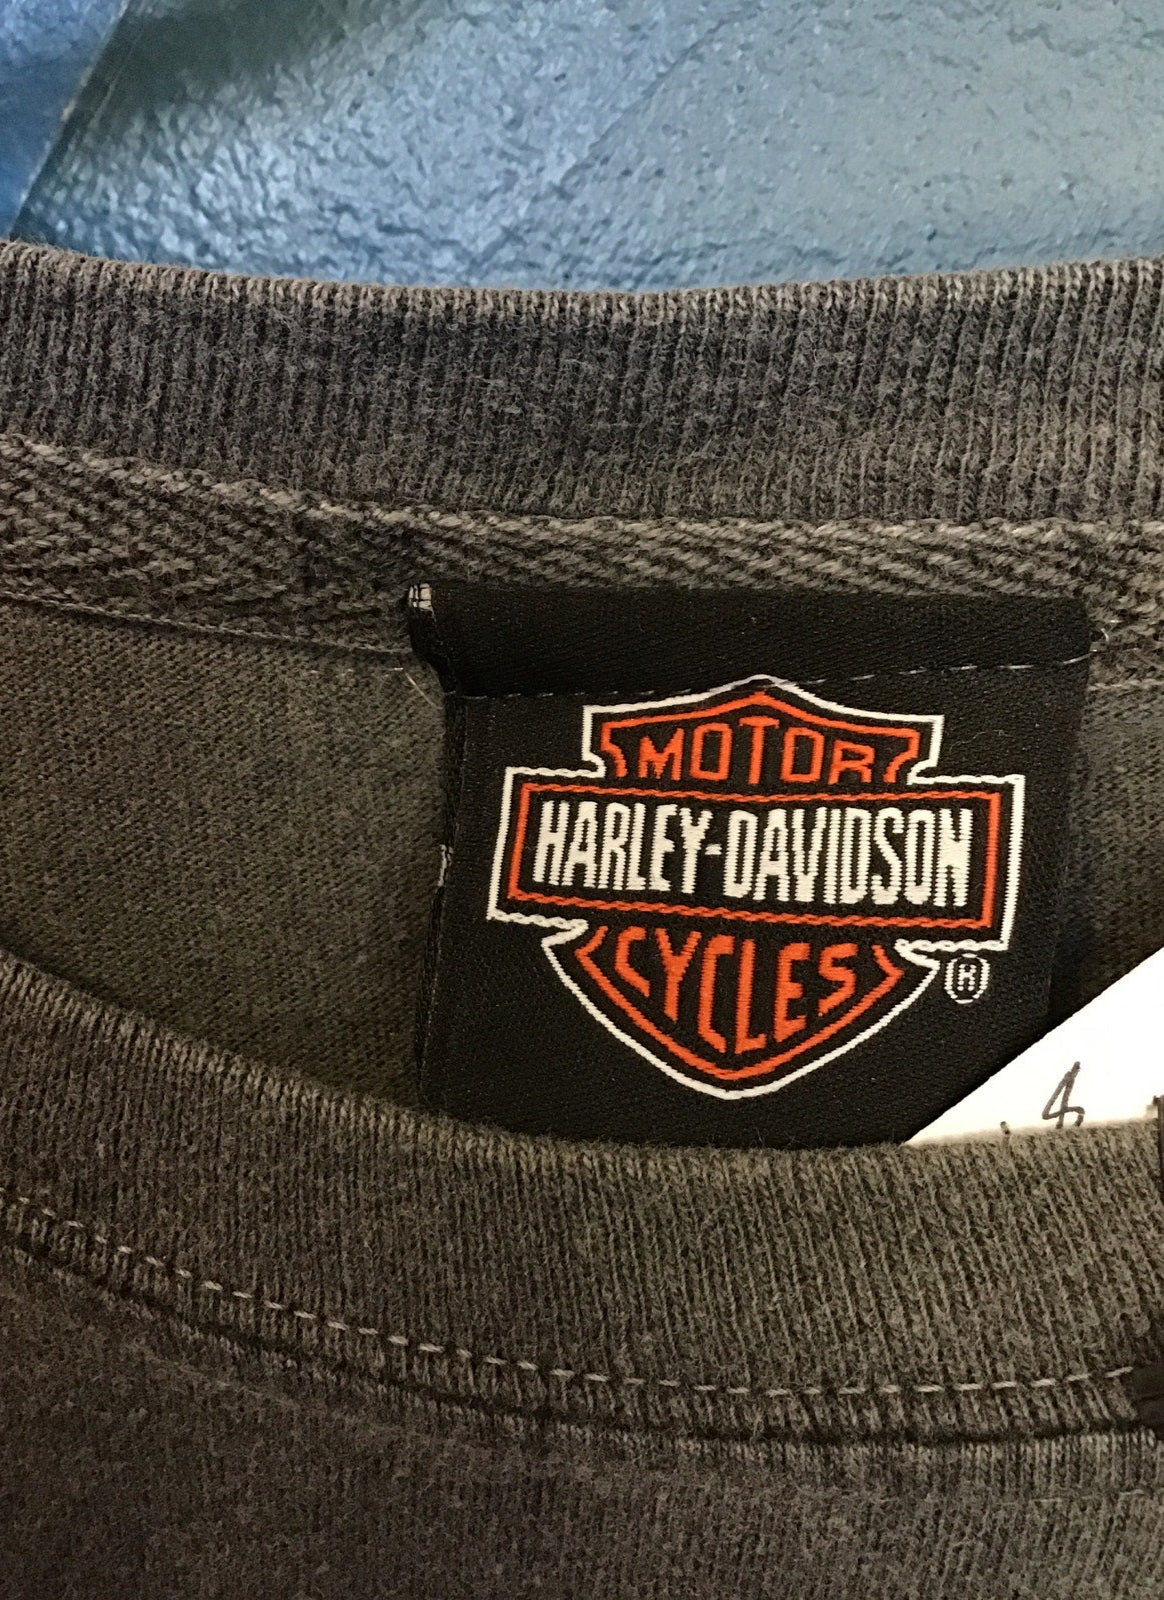 MOTOR
HARLEY-DAVIDSON
CYCLES
®